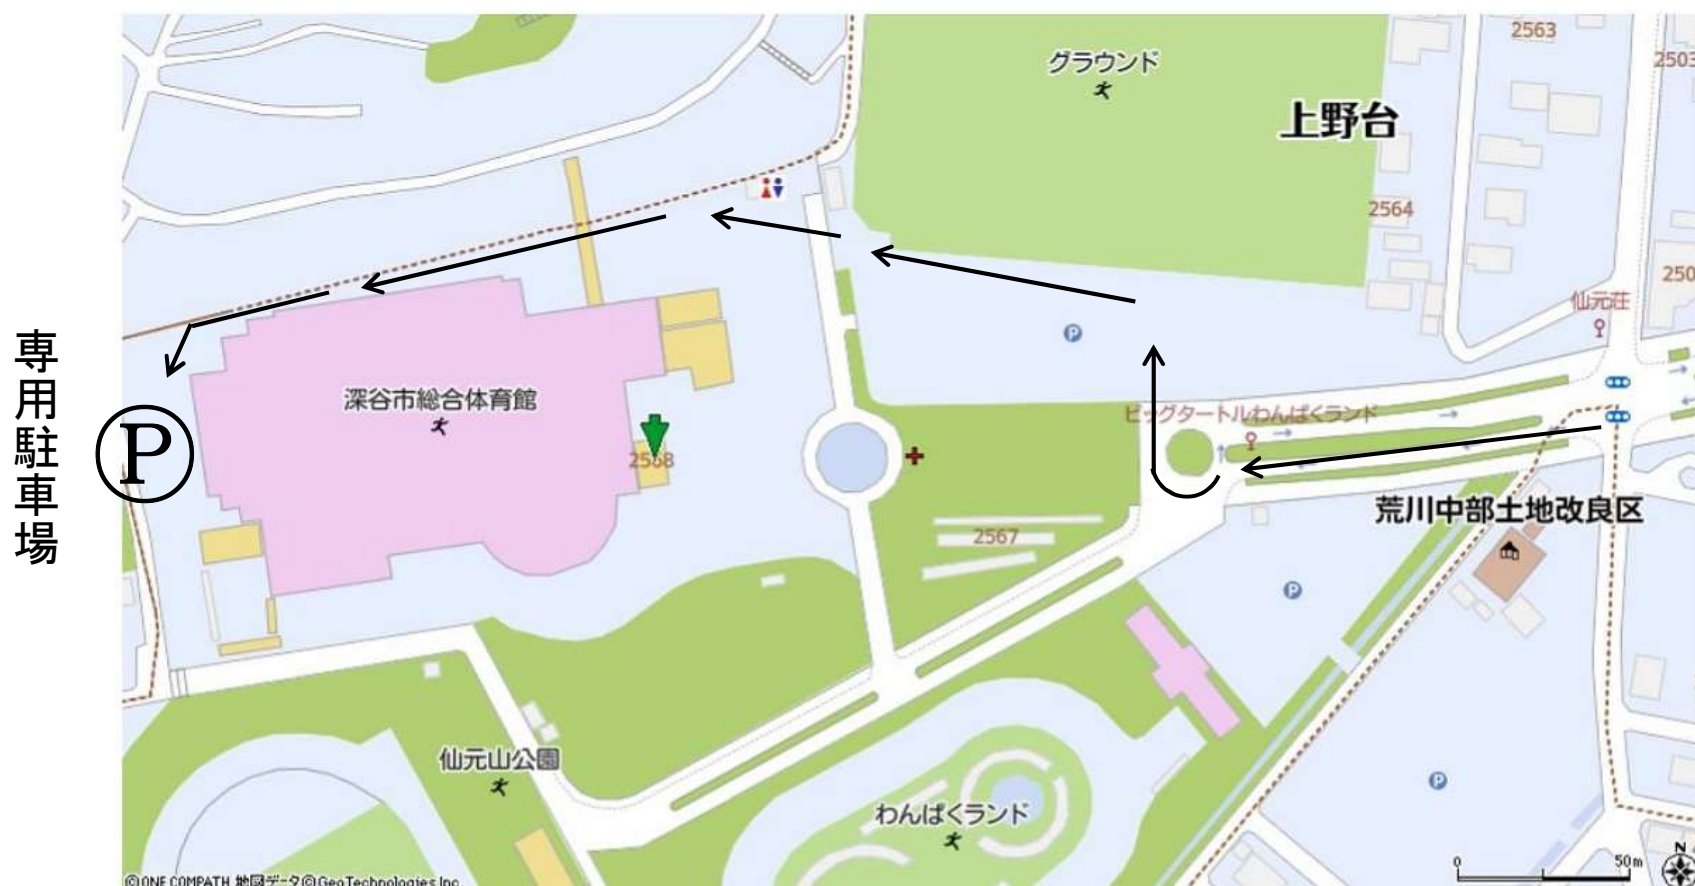 グラウンド
上野台
2563
2503
2564
仙元荘
250
専用駐車場
P
深谷市総合体育館
2568
P
ビッグタートルわんぱくランド
荒川中部土地改良区
2567
P
仙元山公園
わんぱくランド
P
0
50m
N
©ONE COMPATH 地図データ©GeoTechnologies Inc.